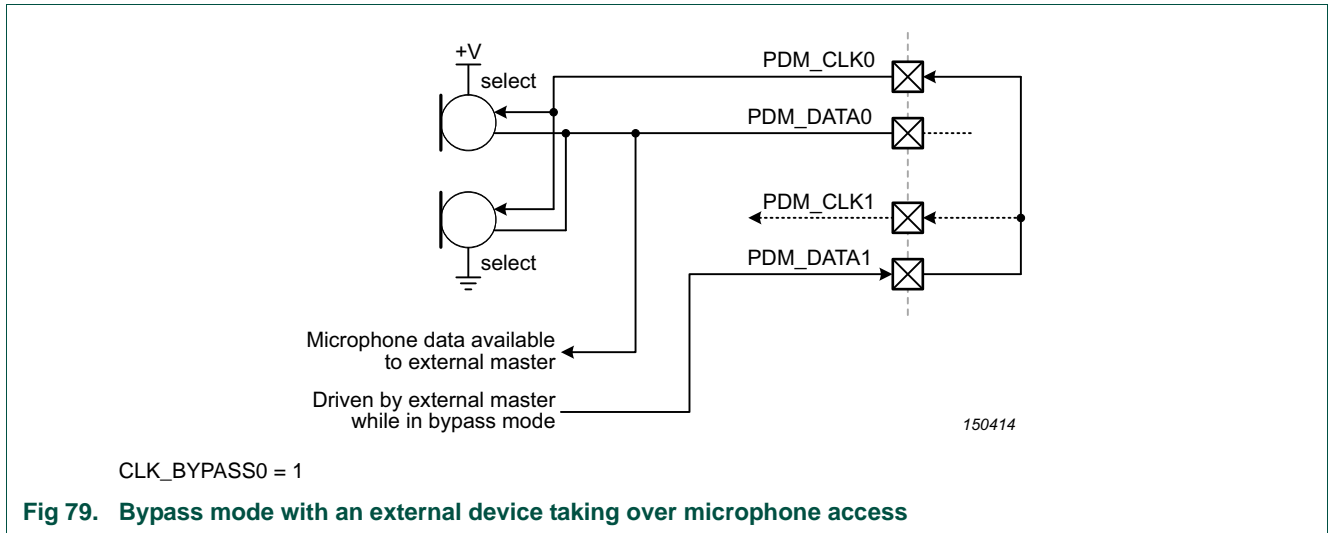 +V
select
PDM_CLK0
PDM_DATA0
PDM_CLK1
PDM_DATA1
select
Microphone data available
to external master
Driven by external master
while in bypass mode
150414
CLK_BYPASS0 = 1
Fig 79. Bypass mode with an external device taking over microphone access